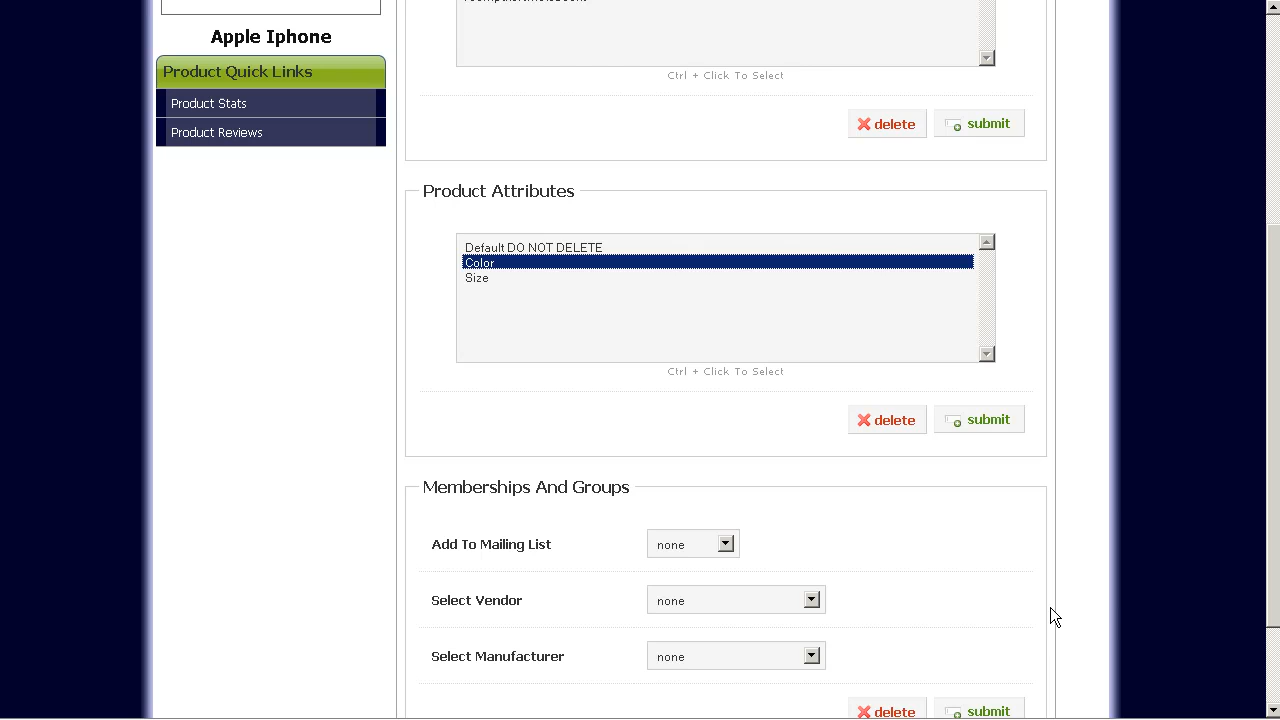 Apple Iphone
Product Quick Links
Product Stats
Product Reviews
Ctrl + Click To Select
delete
submit
Product Attributes
Default DO NOT DELETE
Color
Size
Ctrl + Click To Select
delete
submit
Memberships And Groups
Add To Mailing List
none
Select Vendor
none
Select Manufacturer
none
delete
submit